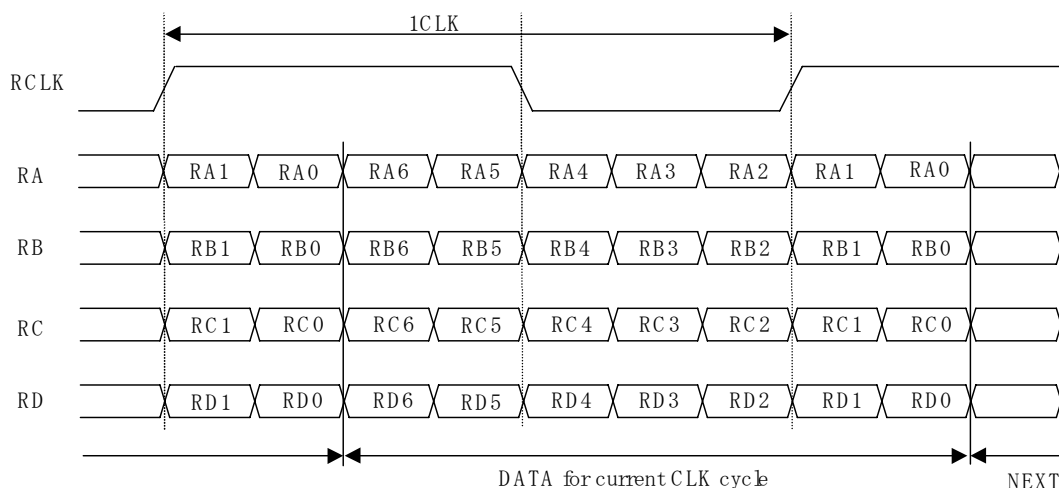 1CLK
RCLK
RA RA1 RA0 RA6 RA5 RA4 RA3 RA2 RA1 RA0
RB RB1 RB0 RB6 RB5 RB4 RB3 RB2 RB1 RB0
RC RC1 RC0 RC6 RC5 RC4 RC3 RC2 RC1 RC0
RD RD1 RD0 RD6 RD5 RD4 RD3 RD2 RD1 RD0
DATA for current CLK cycle NEXT